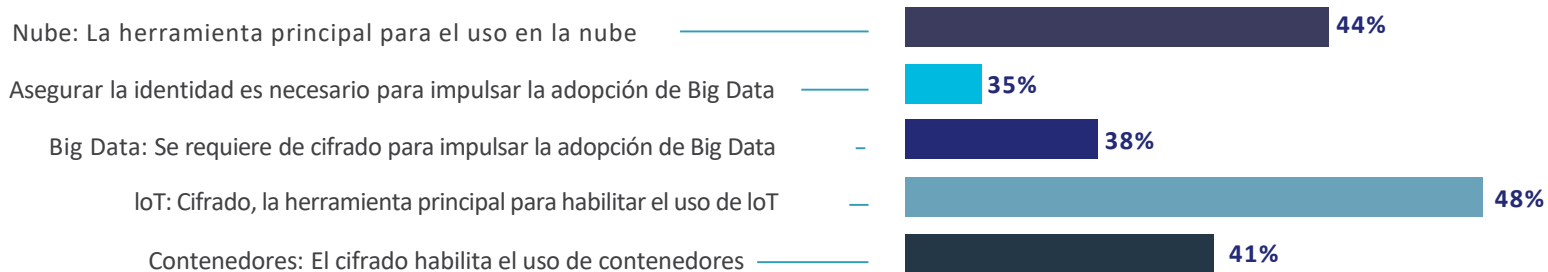 Nube: La herramienta principal para el uso en la nube 44%
Asegurar la identidad es necesario para impulsar la adopción de Big Data 35%
Big Data: Se requiere de cifrado para impulsar la adopción de Big Data 38%
IoT: Cifrado, la herramienta principal para habilitar el uso de IoT 48%
Contenedores: El cifrado habilita el uso de contenedores 41%